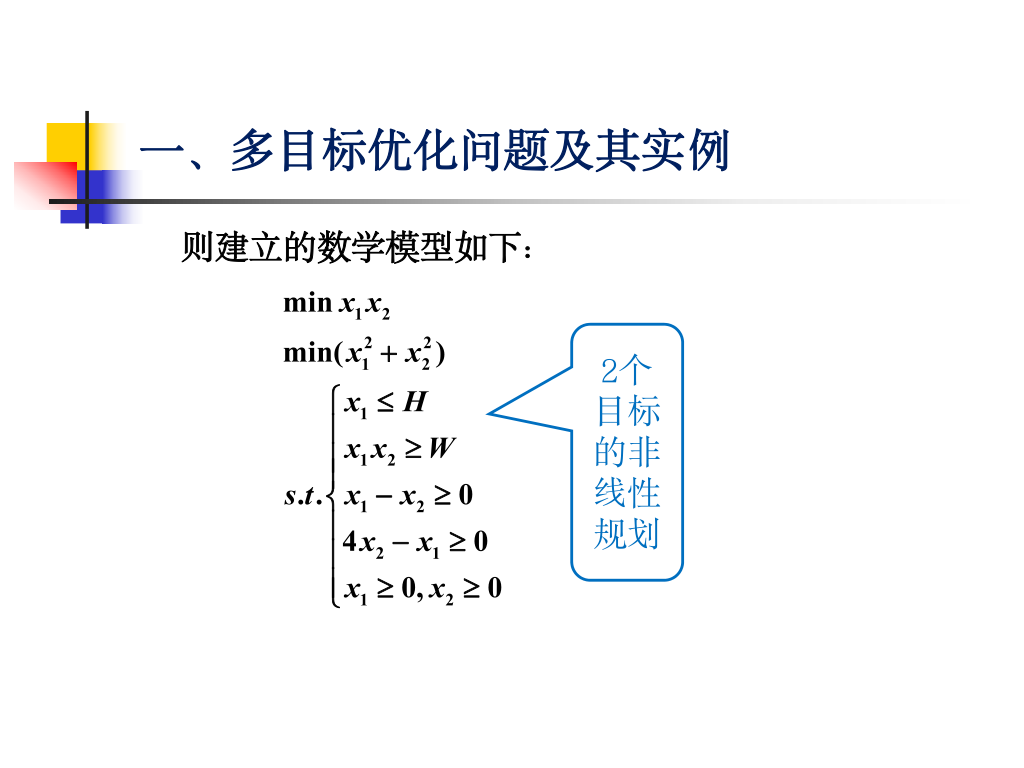 一、多目标优化问题及其实例
则建立的数学模型如下：
min x₁x₂
min(x₁² + x₂²)
s.t. { x₁ ≤ H
x₁x₂ ≥ W
x₁ − x₂ ≥ 0
4x₂ − x₁ ≥ 0
x₁ ≥ 0, x₂ ≥ 0
2个
目标
的非
线性
规划